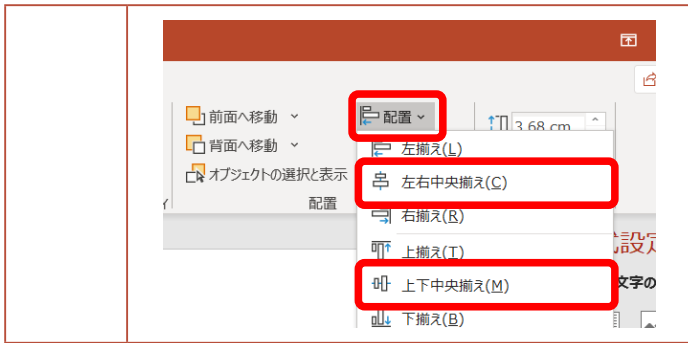 前面へ移動
背面へ移動
オブジェクトの選択と表示
配置
配置
3.68 cm
左揃え(L)
左右中央揃え(C)
右揃え(R)
上揃え(T)
上下中央揃え(M)
下揃え(B)
設定
文字の